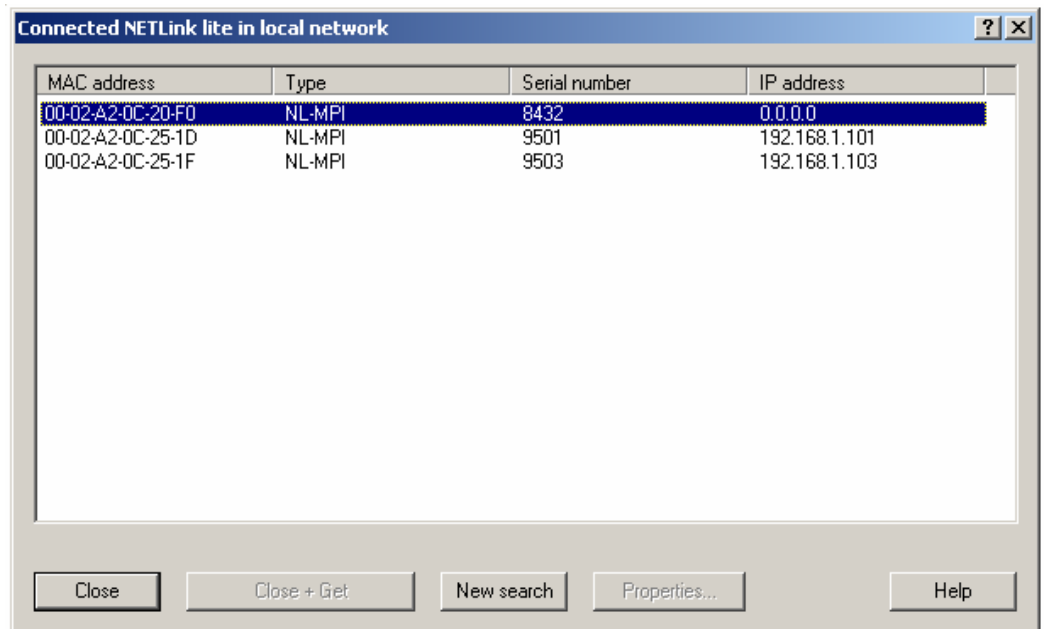 Connected NETLink lite in local network
MAC address Type Serial number IP address
00-02-A2-0C-20-F0 NL-MPI 8432 0.0.0.0
00-02-A2-0C-25-1D NL-MPI 9501 192.168.1.101
00-02-A2-0C-25-1F NL-MPI 9503 192.168.1.103
Close Close + Get New search Properties... Help